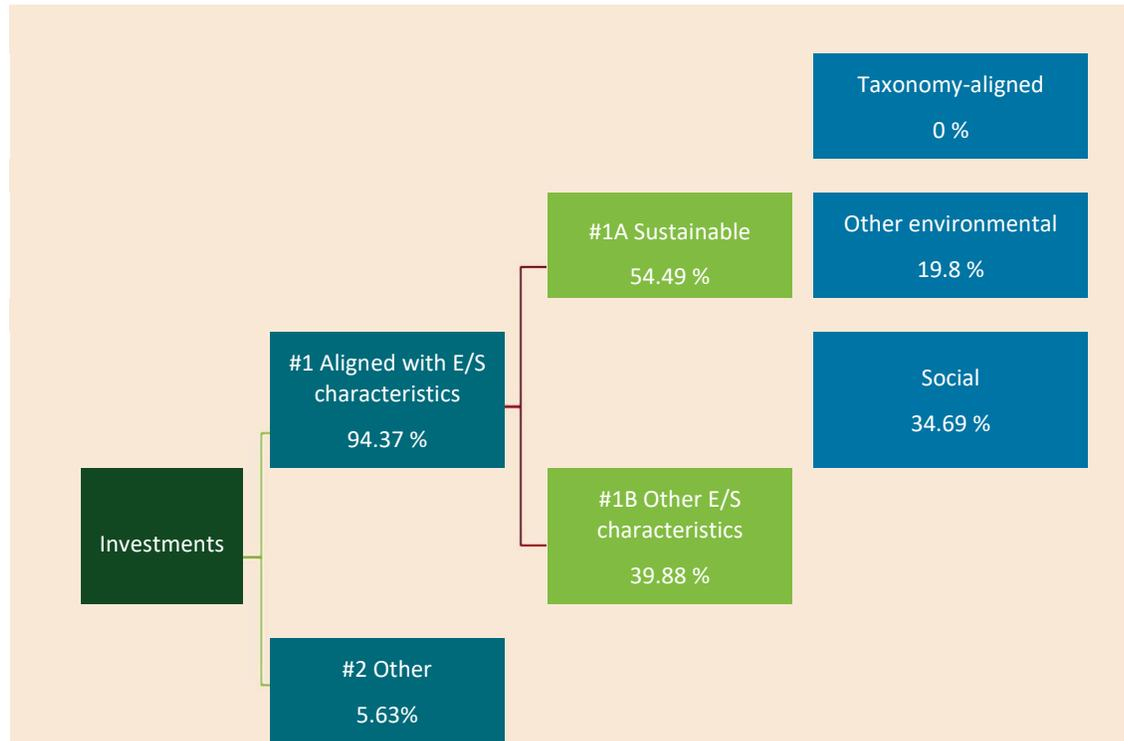 Taxonomy-aligned
0 %
#1A Sustainable
54.49 %
Other environmental
19.8 %
#1 Aligned with E/S
characteristics
94.37 %
Social
34.69 %
Investments
#1B Other E/S
characteristics
39.88 %
#2 Other
5.63%